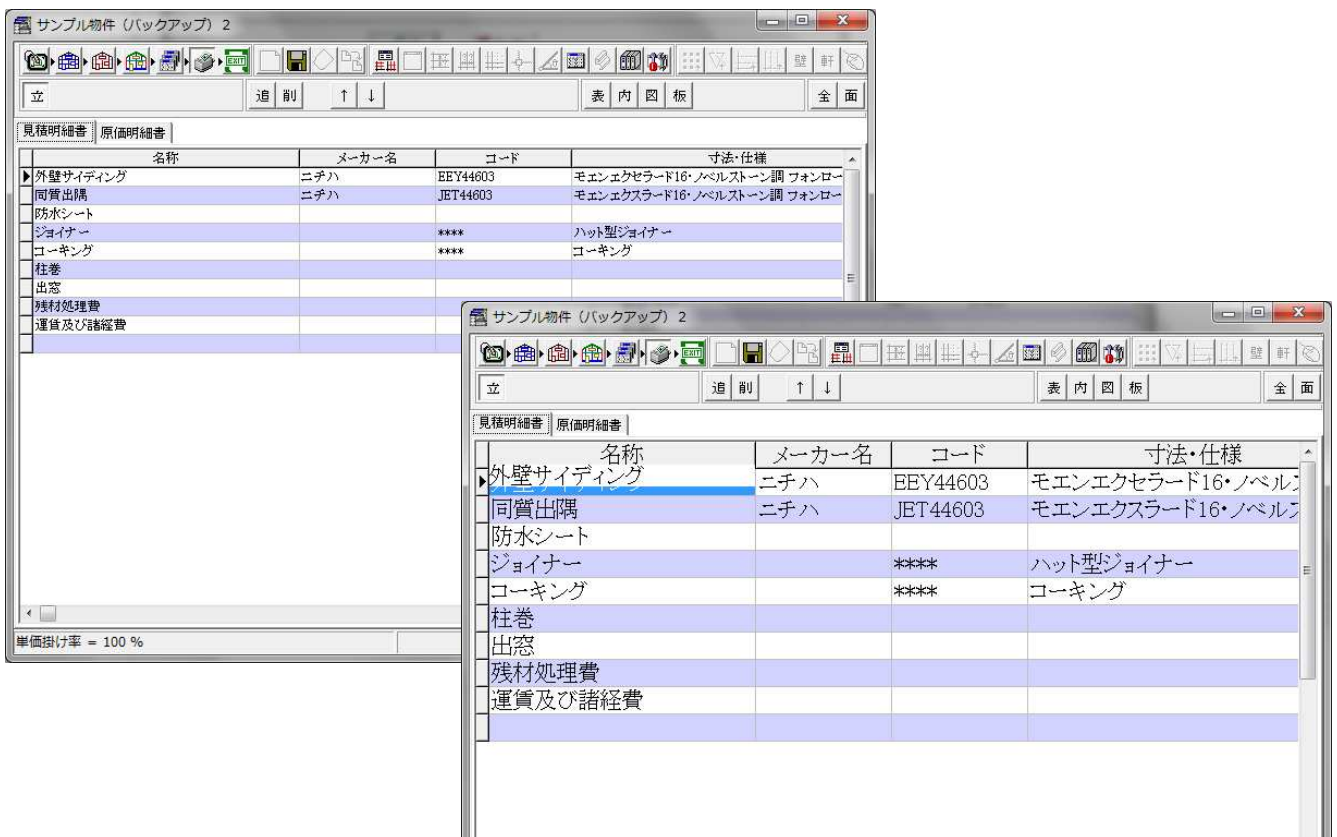 サンプル物件（バックアップ）2
EXIT 壁 軒
立 追 削 ↑ ↓ 表 内 図 板 全 面
見積明細書 原価明細書
名称 メーカー名 コード 寸法・仕様
外壁サイディング ニチハ EEY44603 モエンエクセラード16・ノベルストーン調 フォンロー
同質出隅 ニチハ JET44603 モエンエクスラード16・ノベルストーン調 フォンロー
防水シート
ジョイナー **** ハット型ジョイナー
コーキング **** コーキング
柱巻
出窓
残材処理費
運賃及び諸経費
単価掛け率 = 100 %
サンプル物件（バックアップ）2
EXIT 壁 軒
立 追 削 ↑ ↓ 表 内 図 板 全 面
見積明細書 原価明細書
名称 メーカー名 コード 寸法・仕様
外壁サイディング ニチハ EEY44603 モエンエクセラード16・ノベル
同質出隅 ニチハ JET44603 モエンエクスラード16・ノベルス
防水シート
ジョイナー **** ハット型ジョイナー
コーキング **** コーキング
柱巻
出窓
残材処理費
運賃及び諸経費